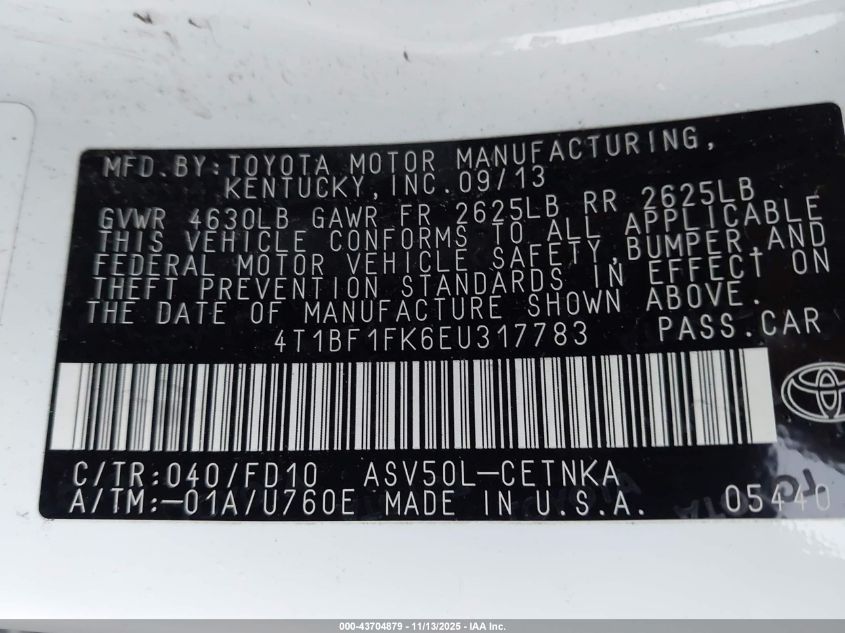 MFD. BY: TOYOTA MOTOR MANUFACTURING,
KENTUCKY, INC. 09/13
GVWR 4630LB GAWR FR 2625LB RR 2625LB
THIS VEHICLE CONFORMS TO ALL APPLICABLE
FEDERAL MOTOR VEHICLE SAFETY, BUMPER, AND
THEFT PREVENTION STANDARDS IN EFFECT ON
THE DATE OF MANUFACTURE SHOWN ABOVE.
4T1BF1FK6EU317783 PASS. CAR
C/TR:040/FD10 ASV50L-CETNKA
A/TM:-01A/U760E MADE IN U.S.A. 05440
000-43704879 - 11/13/2025 - IAA Inc.